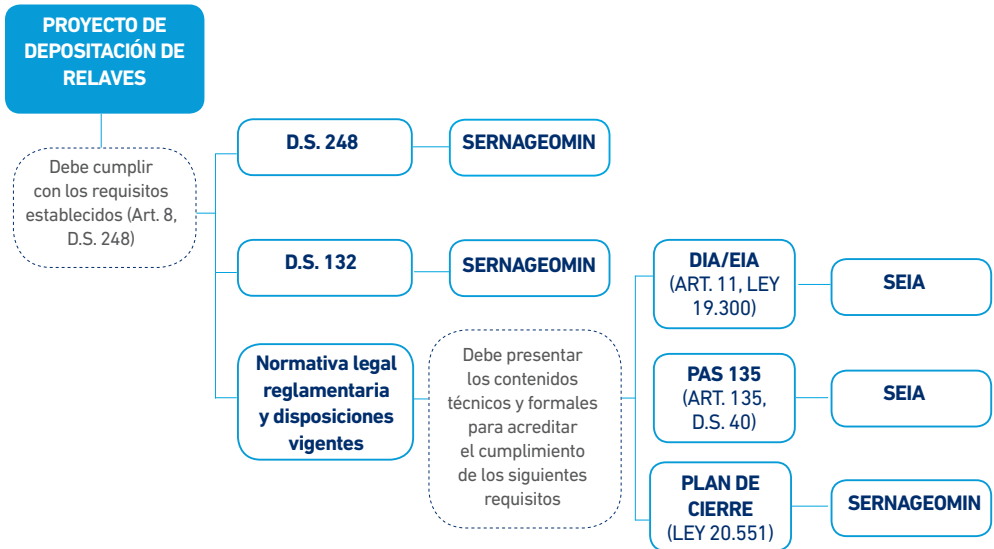 PROYECTO DE
DEPOSITACIÓN DE
RELAVES
Debe cumplir
con los requisitos
establecidos (Art. 8,
D.S. 248)
D.S. 248
SERNAGEOMIN
D.S. 132
SERNAGEOMIN
Normativa legal
reglamentaria
y disposiciones
vigentes
Debe presentar
los contenidos
técnicos y formales
para acreditar
el cumplimiento
de los siguientes
requisitos
DIA/EIA
(ART. 11, LEY
19.300)
SEIA
PAS 135
(ART. 135,
D.S. 40)
SEIA
PLAN DE
CIERRE
(LEY 20.551)
SERNAGEOMIN